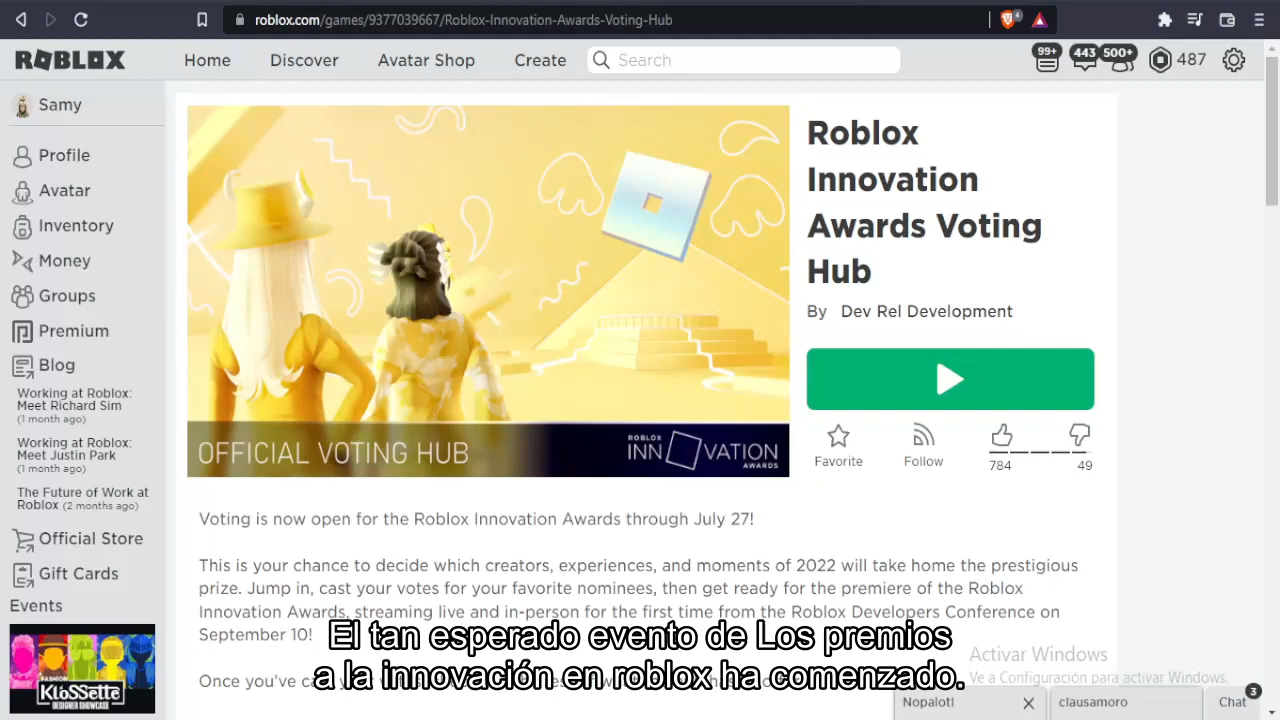 roblox.com/games/9377039667/Roblox-Innovation-Awards-Voting-Hub
4
ROBLOX
Home
Discover
Avatar Shop
Create
Search
99+
443
500+
487
Samy
Profile
Avatar
Inventory
Money
Groups
Premium
Blog
Working at Roblox:
Meet Richard Sim
(1 month ago)
Working at Roblox:
Meet Justin Park
(1 month ago)
The Future of Work at
Roblox (2 months ago)
Official Store
Gift Cards
Events
FASHION
KLOSSETTE
DESIGNER SHOWCASE
OFFICIAL VOTING HUB
ROBLOX
INNOVATION
AWARDS
Roblox
Innovation
Awards Voting
Hub
By Dev Rel Development
Favorite
Follow
784
49
Voting is now open for the Roblox Innovation Awards through July 27!
This is your chance to decide which creators, experiences, and moments of 2022 will take home the prestigious
prize. Jump in, cast your votes for your favorite nominees, then get ready for the premiere of the Roblox
Innovation Awards, streaming live and in-person for the first time from the Roblox Developers Conference on
September 10!
Once you've
El tan esperado evento de Los premios
a la innovación en roblox ha comenzado.
Activar Windows
Ve a Configuración para activar Windows.
Nopalotl
clausamoro
Chat
3